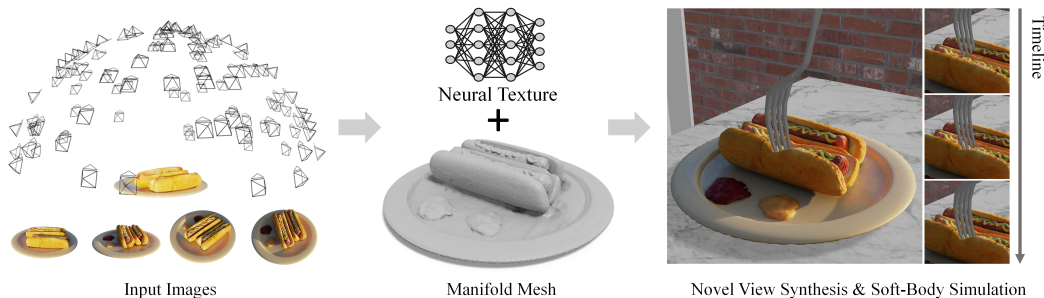 Neural Texture
+
Timeline
Input Images
Manifold Mesh
Novel View Synthesis & Soft-Body Simulation